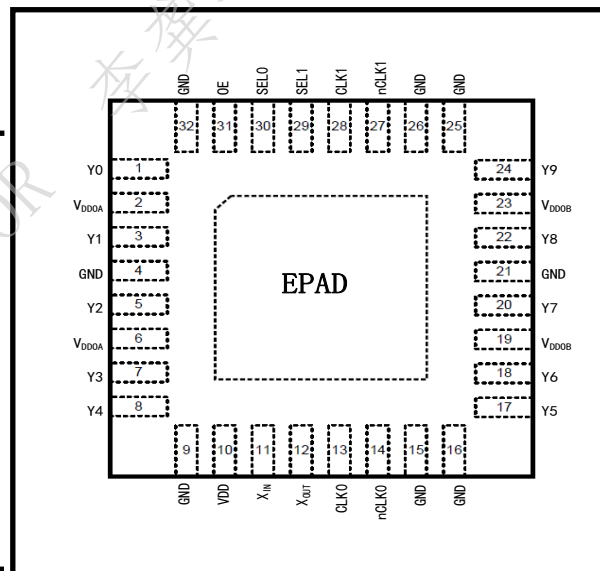 GND OE SEL0 SEL1 CLK1 nCLK1 GND GND
32 31 30 29 28 27 26 25
Y0 1 24 Y9
VDDOA 2 23 VDDOB
Y1 3 22 Y8
GND 4 21 GND
EPAD
Y2 5 20 Y7
VDDOA 6 19 VDDOB
Y3 7 18 Y6
Y4 8 17 Y5
9 10 11 12 13 14 15 16
GND VDD XIN XOUT CLK0 nCLK0 GND GND
李龚
OR